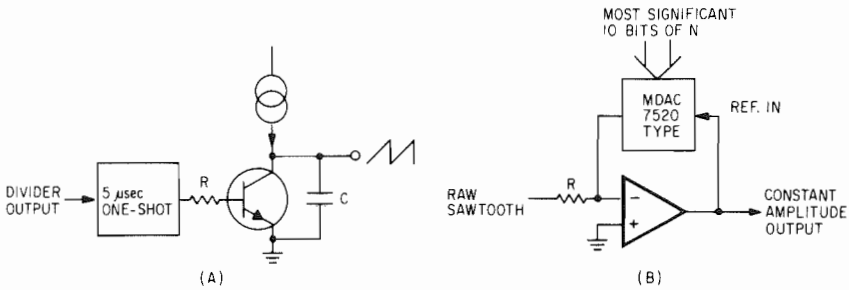 DIVIDER
OUTPUT
5 μsec
ONE-SHOT
R
C
(A)
MOST SIGNIFICANT
10 BITS OF N
MDAC
7520
TYPE
REF. IN
RAW
SAWTOOTH
R
−
+
CONSTANT
AMPLITUDE
OUTPUT
(B)